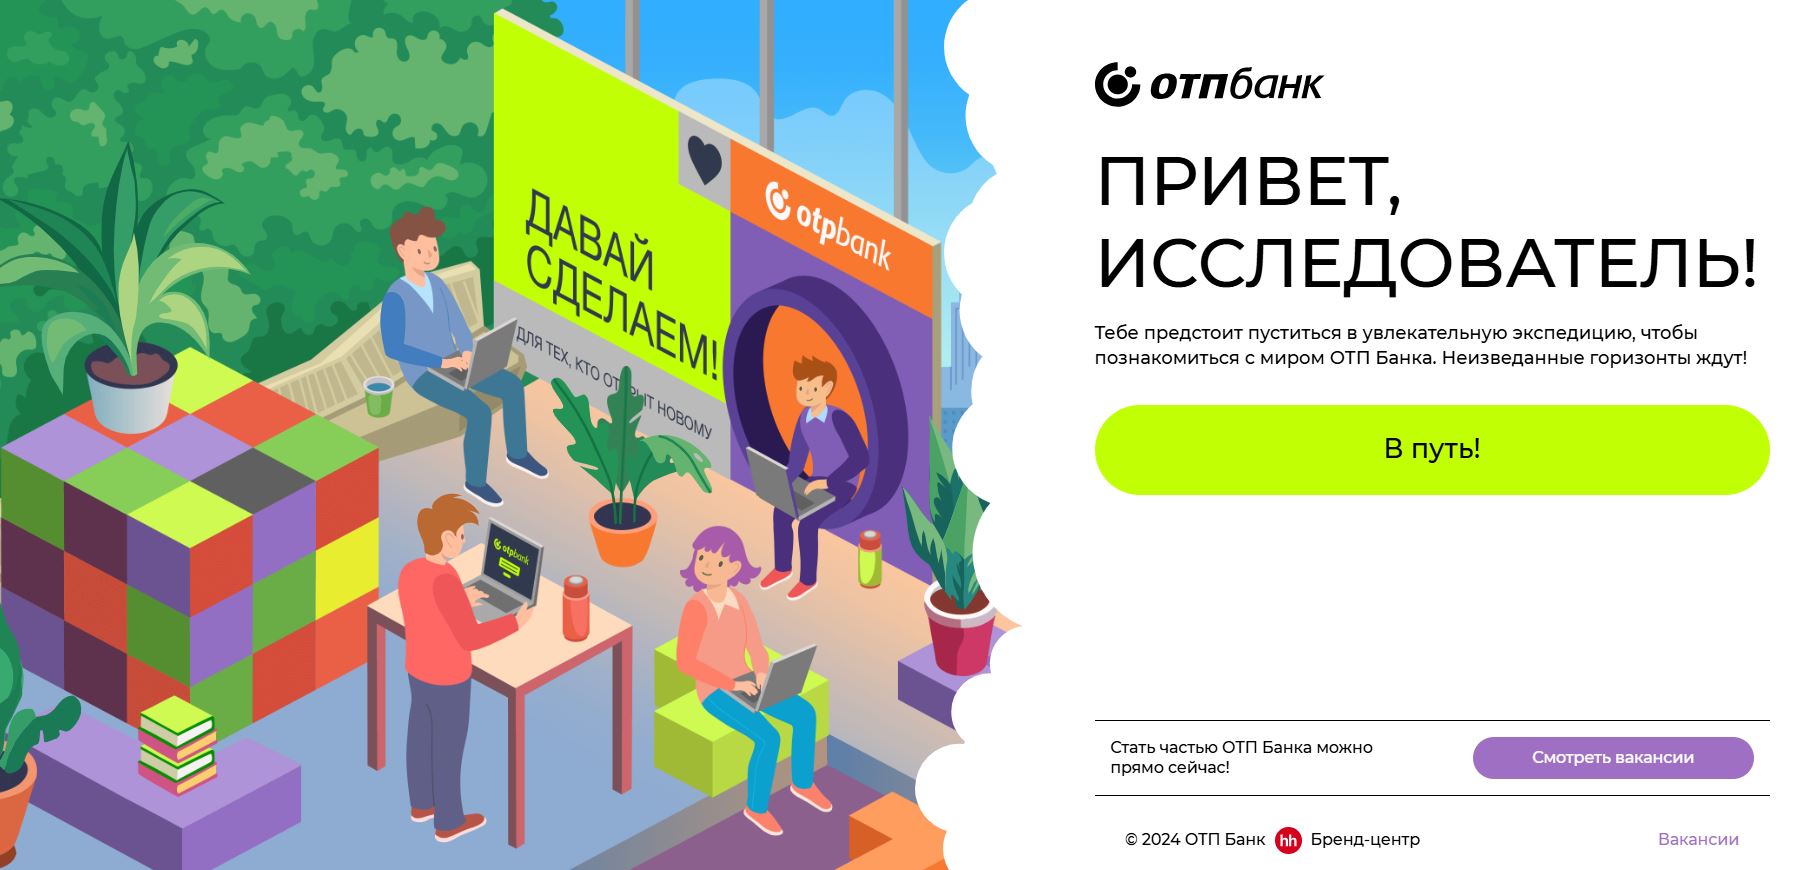 ДАВАЙ
СДЕЛАЕМ!
ДЛЯ ТЕХ, КТО ОТКРЫТ НОВОМУ
otpbank
otpbank
отпбанк
ПРИВЕТ,
ИССЛЕДОВАТЕЛЬ!
Тебе предстоит пуститься в увлекательную экспедицию, чтобы
познакомиться с миром ОТП Банка. Неизведанные горизонты ждут!
В путь!
Стать частью ОТП Банка можно
прямо сейчас!
Смотреть вакансии
© 2024 ОТП Банк hh Бренд-центр
Вакансии